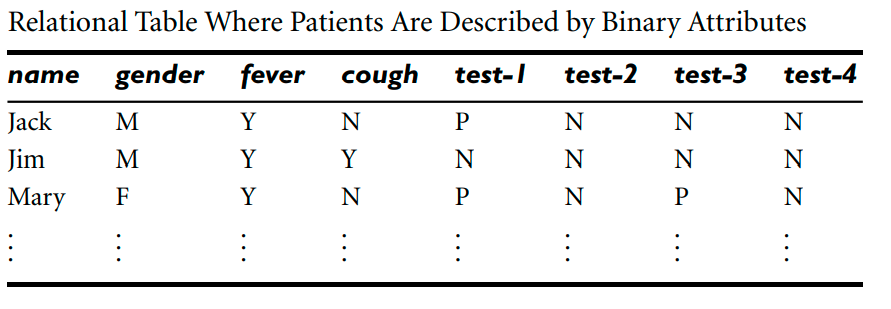 Relational Table Where Patients Are Described by Binary Attributes
name gender fever cough test-1 test-2 test-3 test-4
Jack M Y N P N N N
Jim M Y Y N N N N
Mary F Y N P N P N
⋮ ⋮ ⋮ ⋮ ⋮ ⋮ ⋮ ⋮